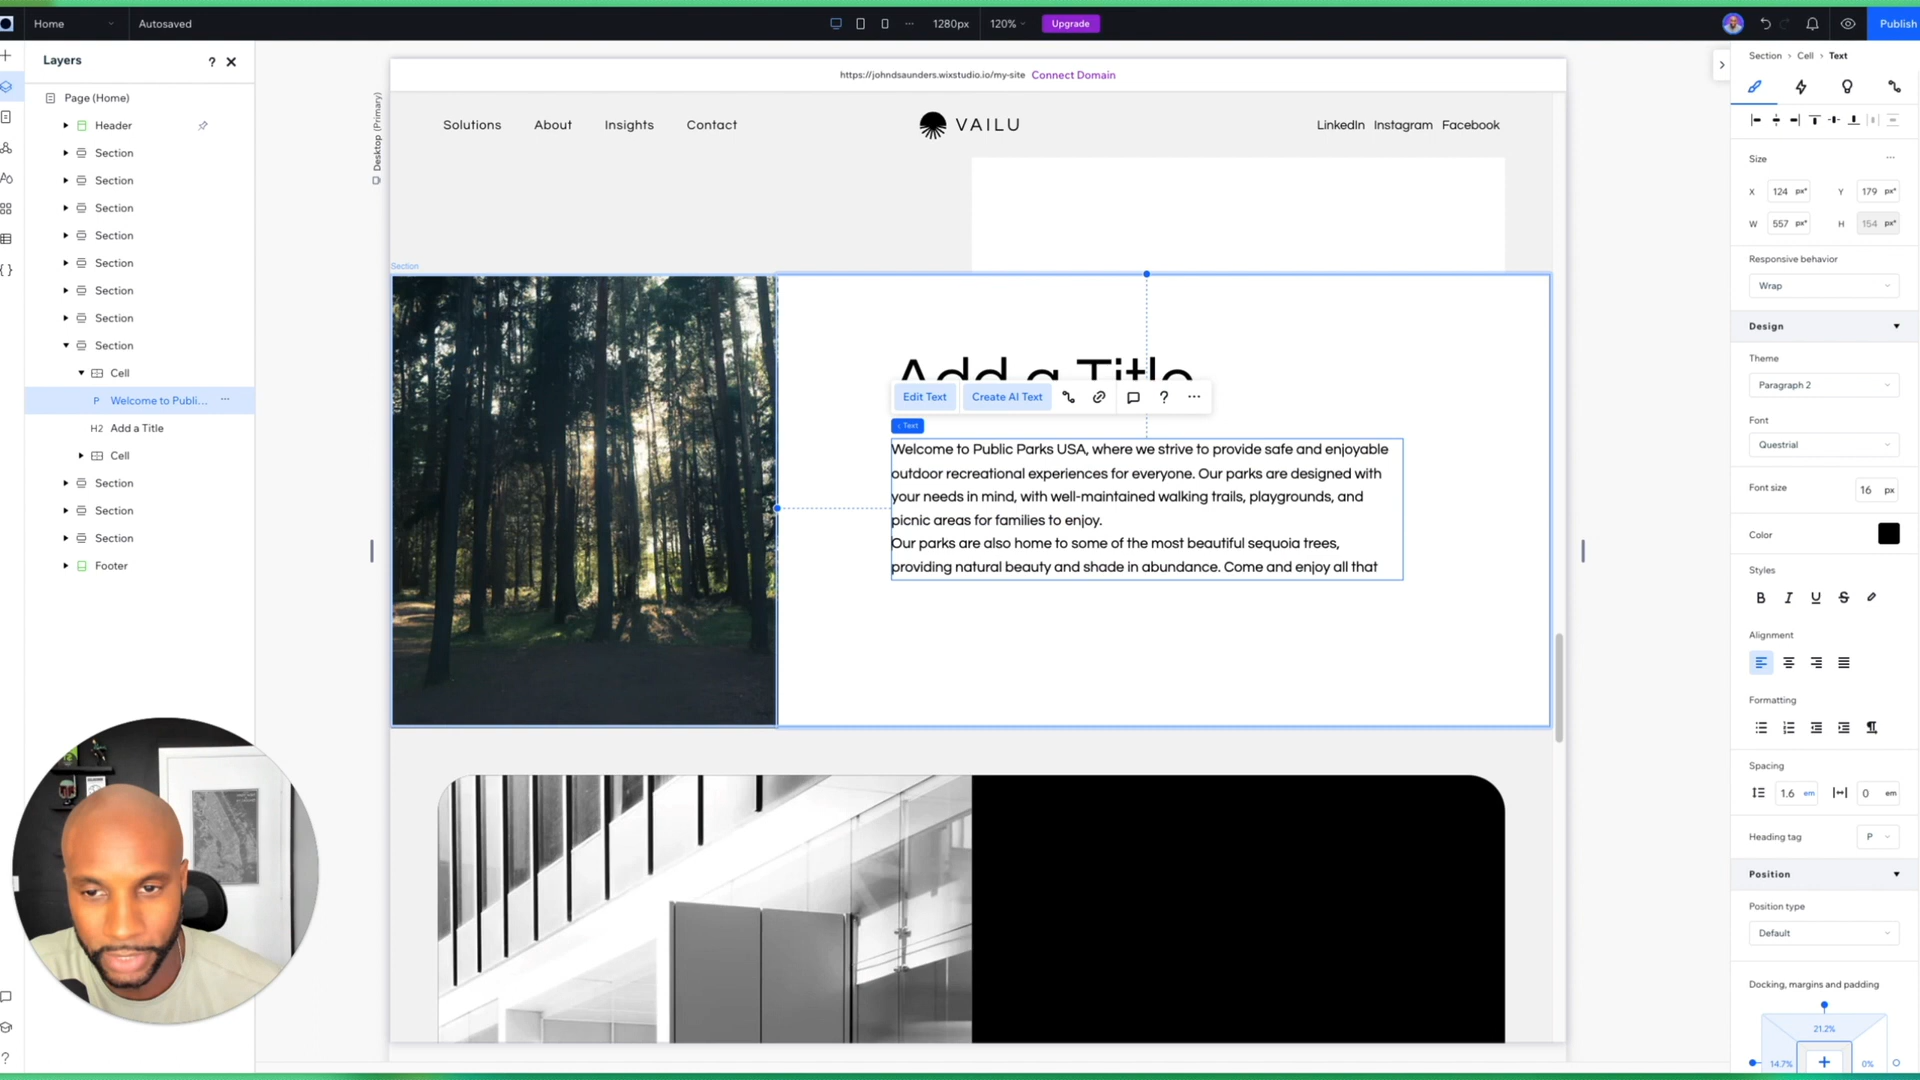 Home
Autosaved
1280px
120%
Upgrade
Publish
Layers
?
Page (Home)
Header
Section
Section
Section
Section
Section
Section
Section
Section
Cell
P Welcome to Publi...
H2 Add a Title
Cell
Section
Section
Section
Footer
Desktop (Primary)
https://johndsaunders.wixstudio.io/my-site Connect Domain
Solutions About Insights Contact
VAILU
LinkedIn Instagram Facebook
Section
Add a Title
Edit Text Create AI Text ?
Text
Welcome to Public Parks USA, where we strive to provide safe and enjoyable
outdoor recreational experiences for everyone. Our parks are designed with
your needs in mind, with well-maintained walking trails, playgrounds, and
picnic areas for families to enjoy.
Our parks are also home to some of the most beautiful sequoia trees,
providing natural beauty and shade in abundance. Come and enjoy all that
Section > Cell > Text
Size
X 124 px* Y 179 px*
W 557 px* H 154 px*
Responsive behavior
Wrap
Design
Theme
Paragraph 2
Font
Questrial
Font size 16 px
Color
Styles
B I U S
Alignment
Formatting
Spacing
1.6 em 0 em
Heading tag P
Position
Position type
Default
Docking, margins and padding
21.2%
14.7% + 0%